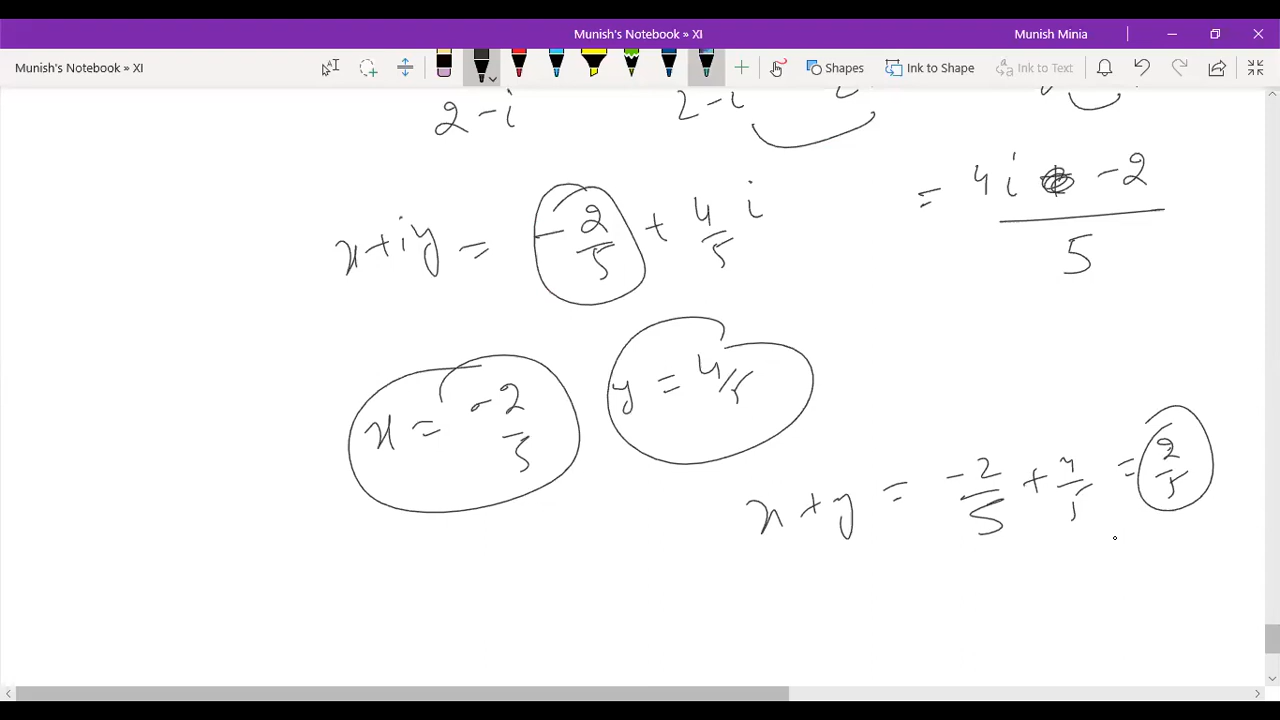 Munish's Notebook » XI
Munish Minia
Munish's Notebook » XI
Shapes
Ink to Shape
Ink to Text
2-i
2-i
= 4i -2 / 5
x+iy = -2/5 + 4/5 i
x = -2/5
y = 4/5
x+y = -2/5 + 4/5 = 2/5